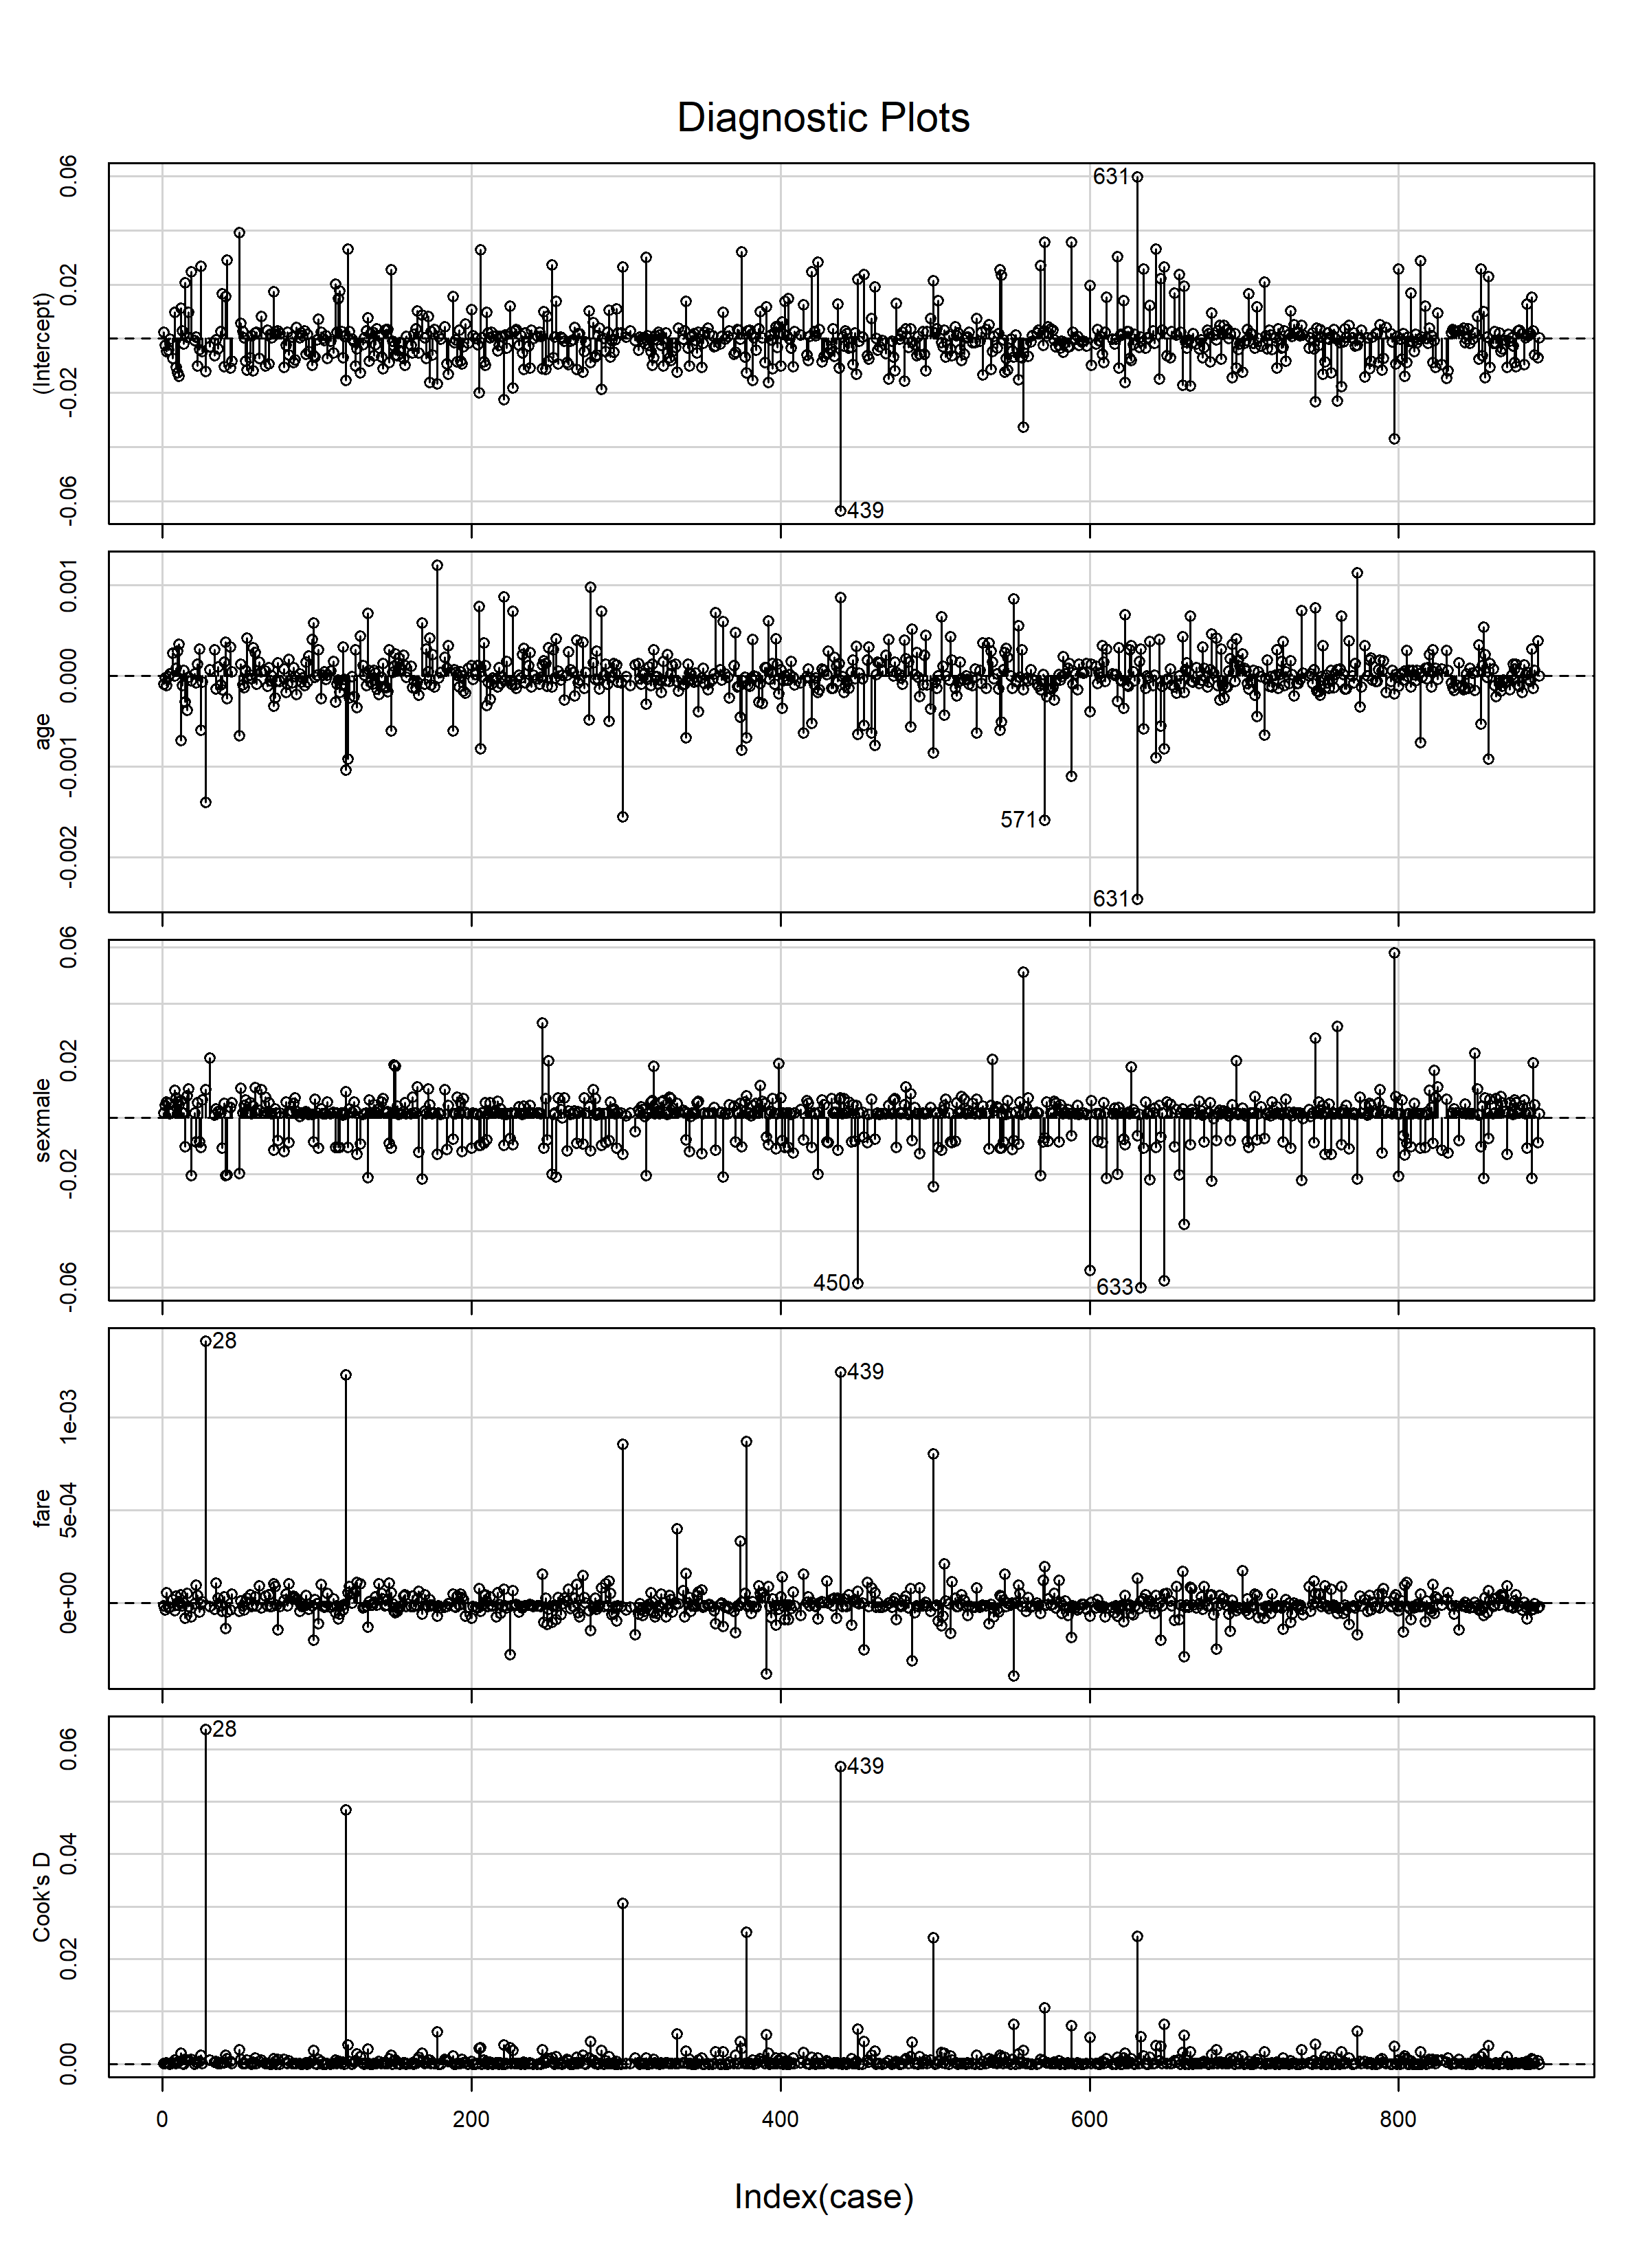 Diagnostic Plots
(Intercept)
0.06
0.02
-0.02
-0.06
631
439
age
0.001
0.000
-0.001
-0.002
571
631
sexmale
0.06
0.02
-0.02
-0.06
450
633
fare
1e-03
5e-04
0e+00
28
439
Cook's D
0.06
0.04
0.02
0.00
28
439
0 200 400 600 800
Index(case)